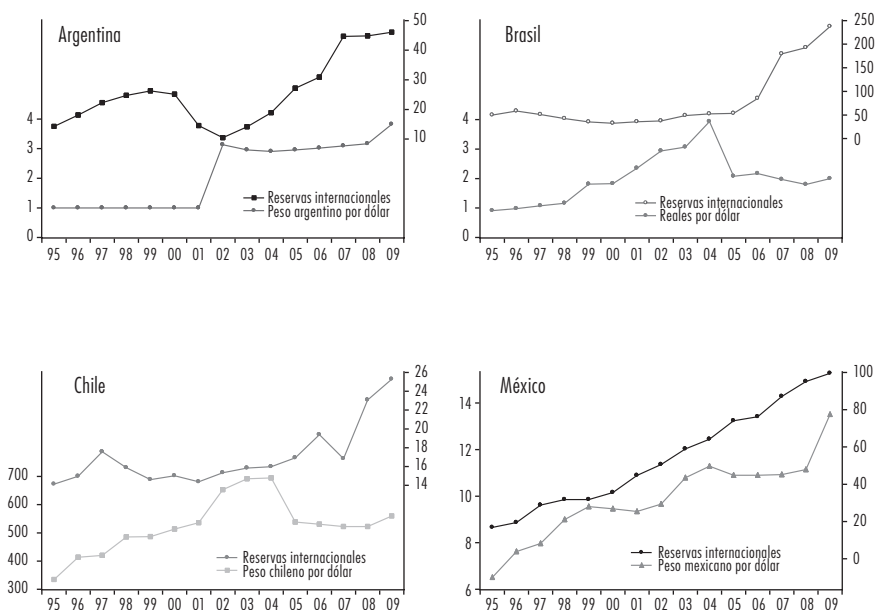 Argentina
50
40
30
20
10
4
3
2
1
0
Reservas internacionales
Peso argentino por dólar
95 96 97 98 99 00 01 02 03 04 05 06 07 08 09
Brasil
250
200
150
100
50
0
4
3
2
1
0
Reservas internacionales
Reales por dólar
95 96 97 98 99 00 01 02 03 04 05 06 07 08 09
Chile
26
24
22
20
18
16
14
700
600
500
400
300
Reservas internacionales
Peso chileno por dólar
95 96 97 98 99 00 01 02 03 04 05 06 07 08 09
México
100
80
60
40
20
0
14
12
10
8
6
Reservas internacionales
Peso mexicano por dólar
95 96 97 98 99 00 01 02 03 04 05 06 07 08 09